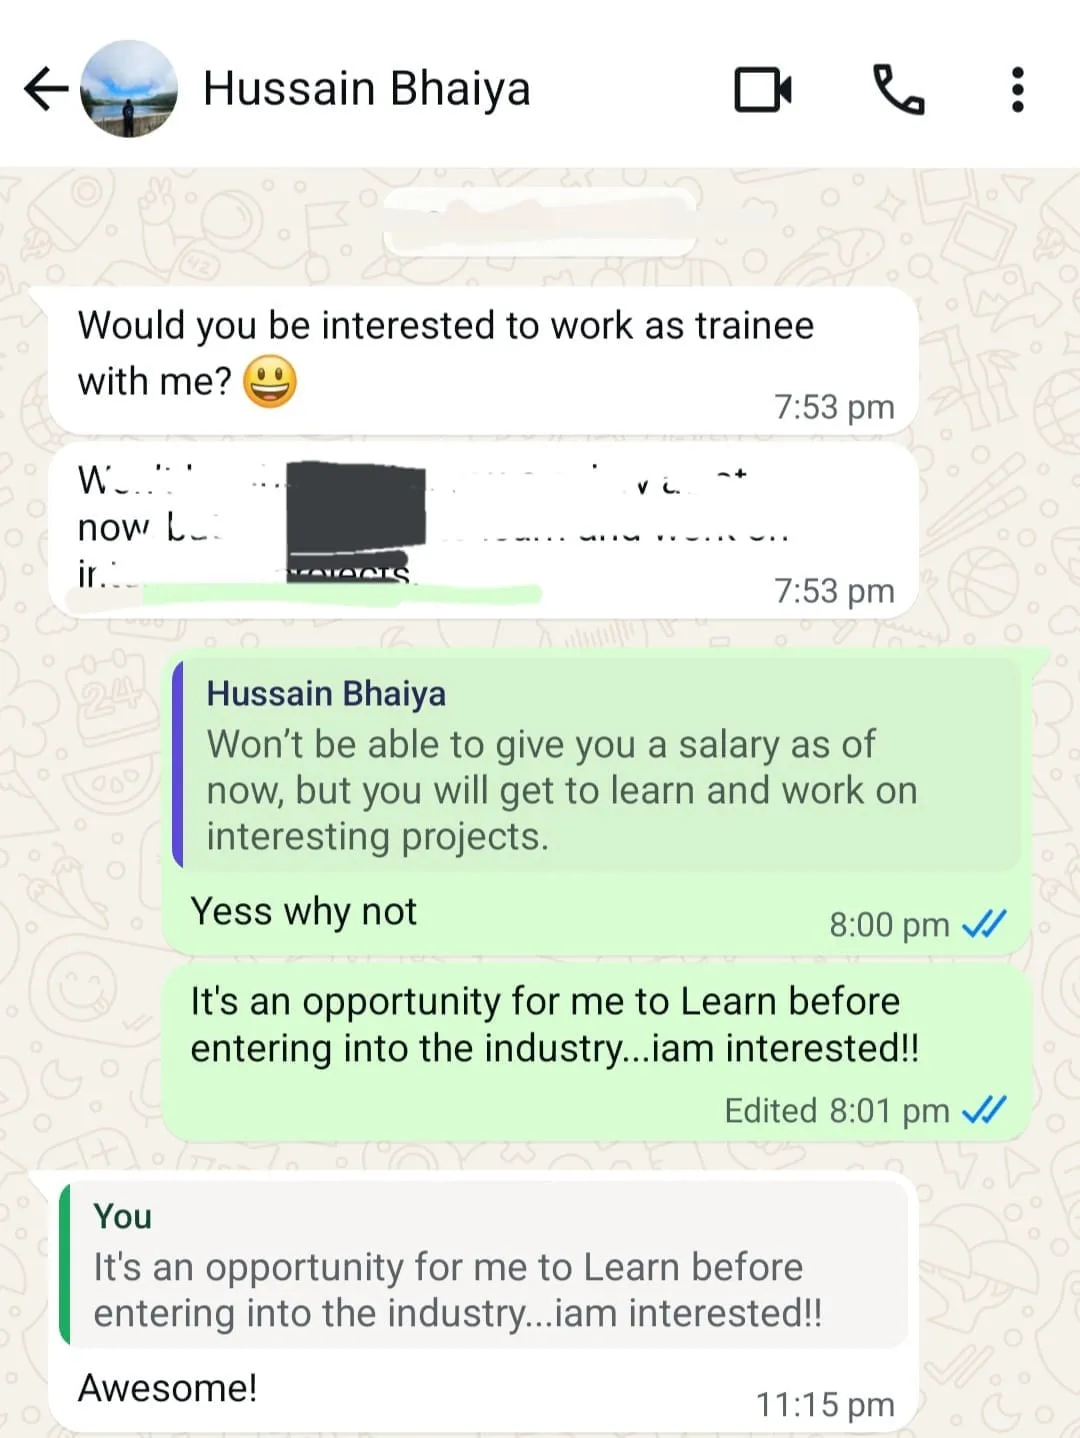 Hussain Bhaiya
Would you be interested to work as trainee
with me? 😃
7:53 pm
now
7:53 pm
Hussain Bhaiya
Won't be able to give you a salary as of
now, but you will get to learn and work on
interesting projects.
Yess why not
8:00 pm
It's an opportunity for me to Learn before
entering into the industry...iam interested!!
Edited 8:01 pm
You
It's an opportunity for me to Learn before
entering into the industry...iam interested!!
Awesome!
11:15 pm